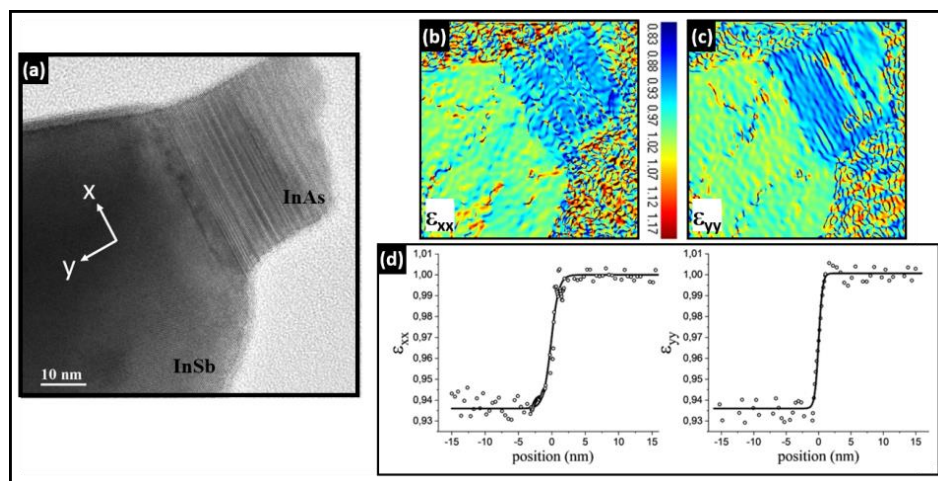 (a)
x
y
InAs
InSb
10 nm
(b)
εxx
0.83
0.88
0.93
0.97
1.02
1.07
1.12
1.17
(c)
εyy
(d)
1,01
1,00
0,99
0,98
0,97
0,96
0,95
0,94
0,93
εxx
-15 -10 -5 0 5 10 15
position (nm)
1,01
1,00
0,99
0,98
0,97
0,96
0,95
0,94
0,93
εyy
-15 -10 -5 0 5 10 15
position (nm)